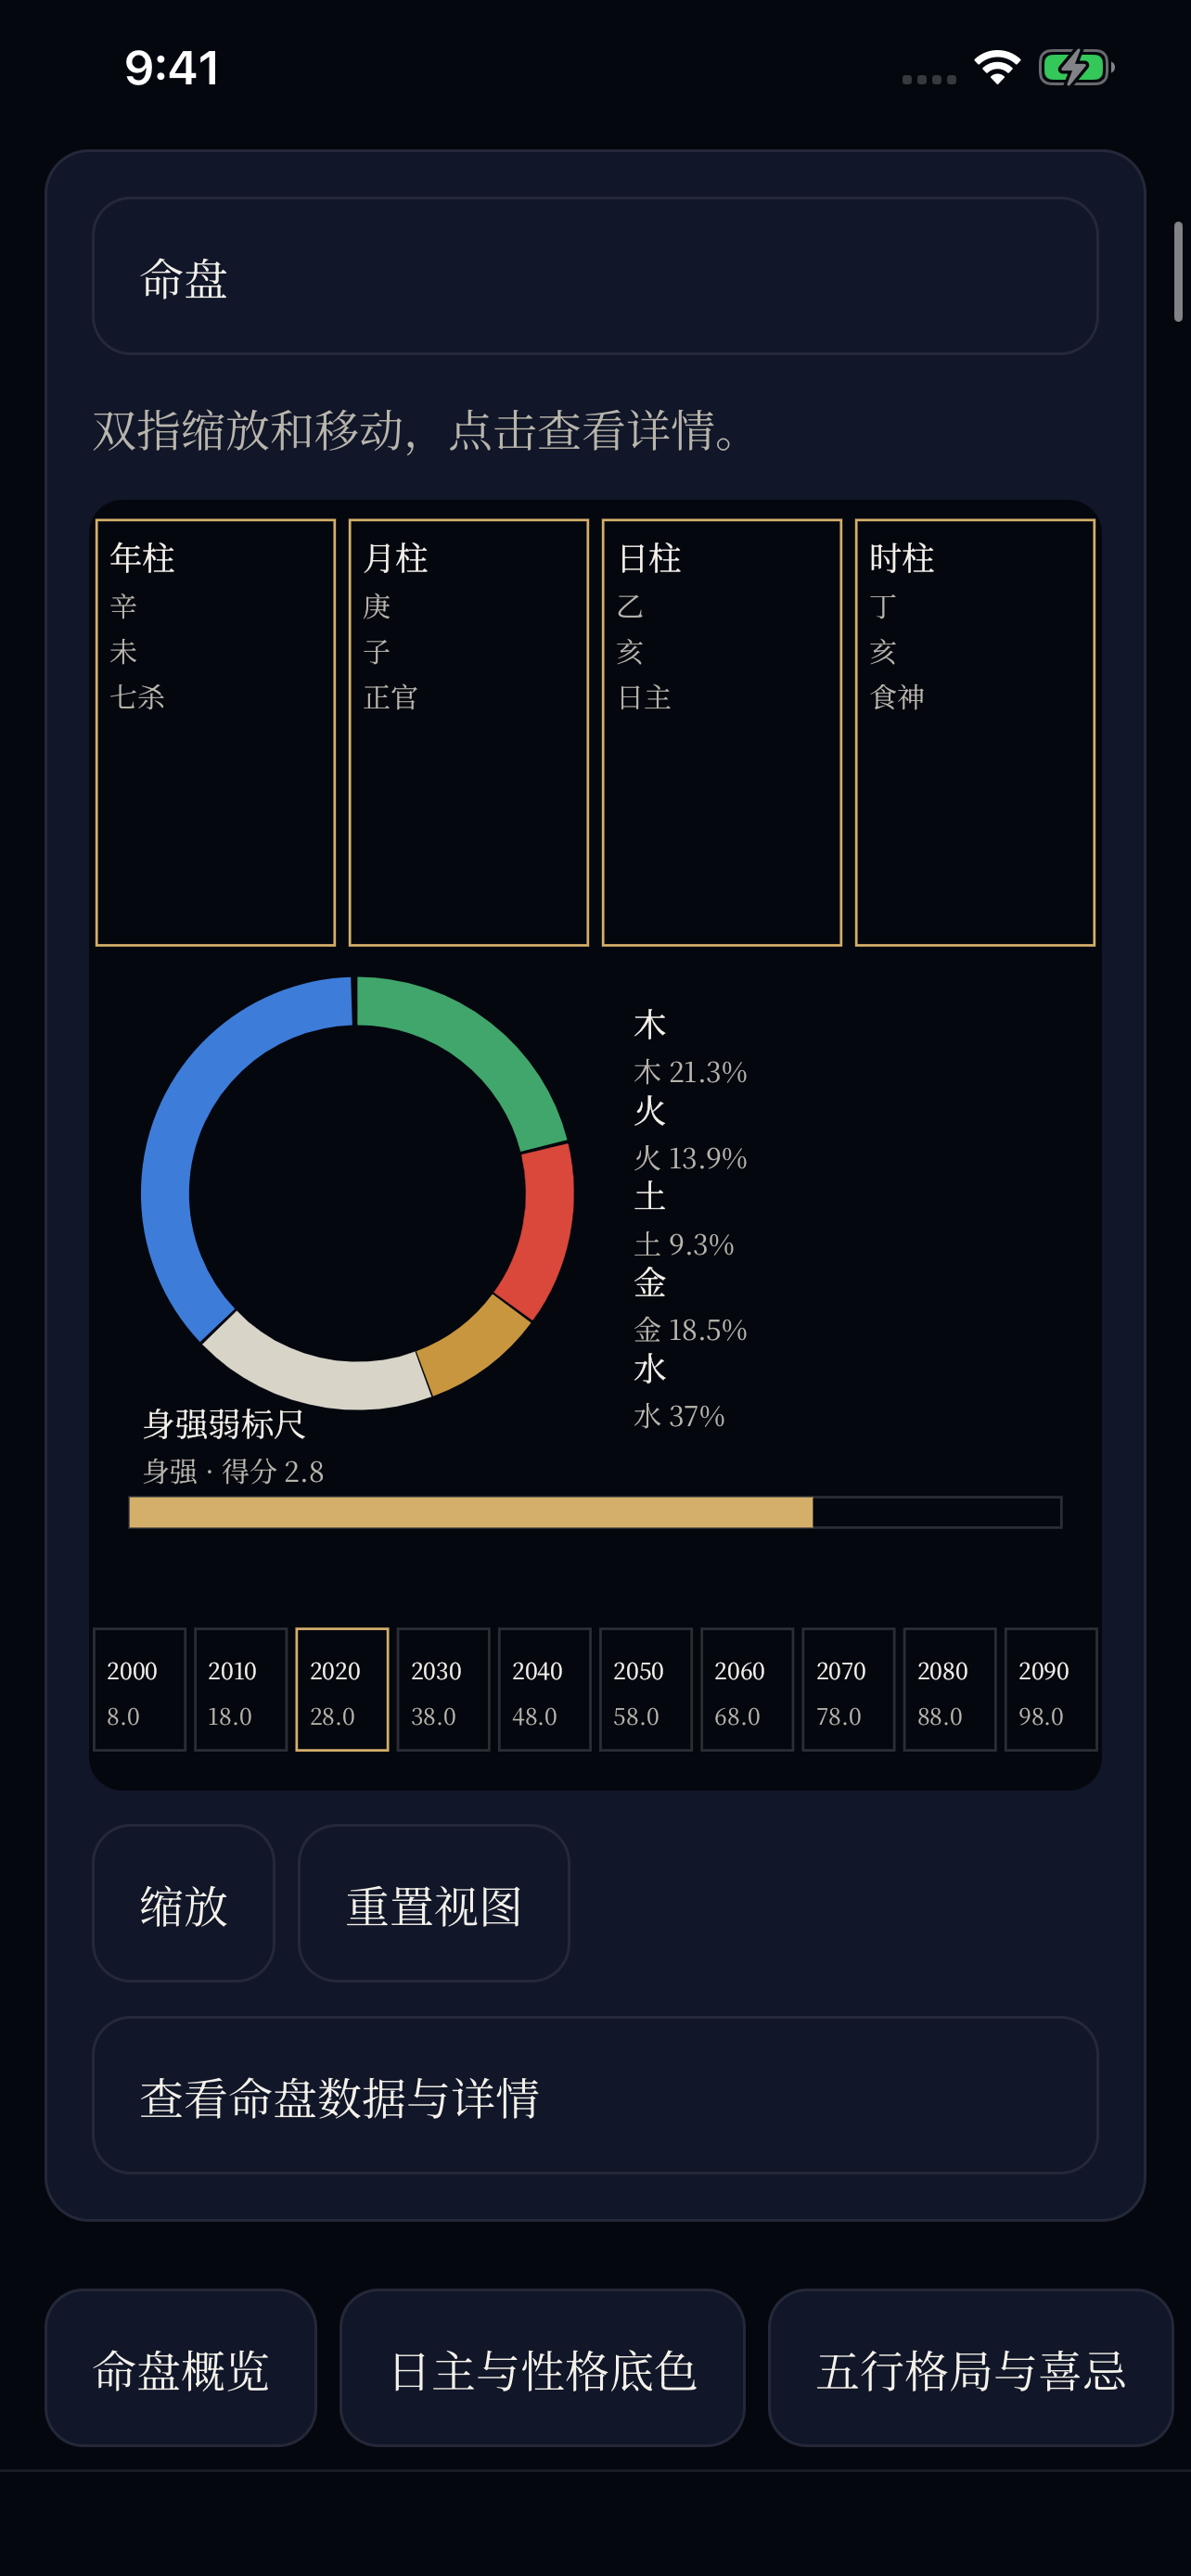 9:41
命盘
双指缩放和移动，点击查看详情。
年柱
辛
未
七杀
月柱
庚
子
正官
日柱
乙
亥
日主
时柱
丁
亥
食神
木
木 21.3%
火
火 13.9%
土
土 9.3%
金
金 18.5%
水
水 37%
身强弱标尺
身强 · 得分 2.8
2000
8.0
2010
18.0
2020
28.0
2030
38.0
2040
48.0
2050
58.0
2060
68.0
2070
78.0
2080
88.0
2090
98.0
缩放
重置视图
查看命盘数据与详情
命盘概览
日主与性格底色
五行格局与喜忌